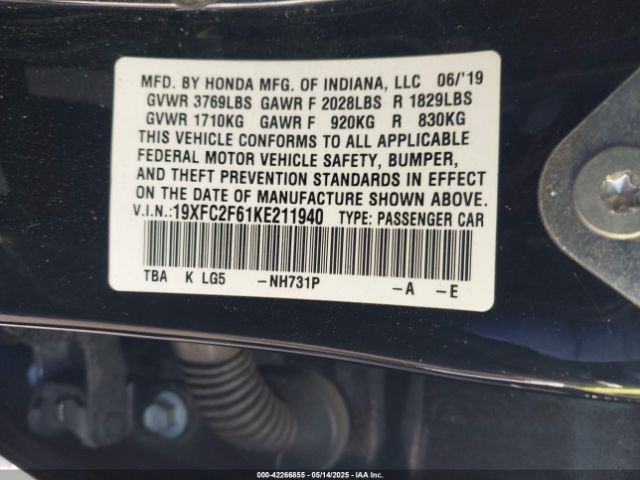 MFD. BY HONDA MFG. OF INDIANA, LLC 06/'19
GVWR 3769LBS GAWR F 2028LBS R 1829LBS
GVWR 1710KG GAWR F 920KG R 830KG
THIS VEHICLE CONFORMS TO ALL APPLICABLE
FEDERAL MOTOR VEHICLE SAFETY, BUMPER,
AND THEFT PREVENTION STANDARDS IN EFFECT
ON THE DATE OF MANUFACTURE SHOWN ABOVE.
V.I.N.:19XFC2F61KE211940 TYPE: PASSENGER CAR
TBA K LG5 -NH731P -A -E
000-42266855 - 05/14/2025 - IAA Inc.